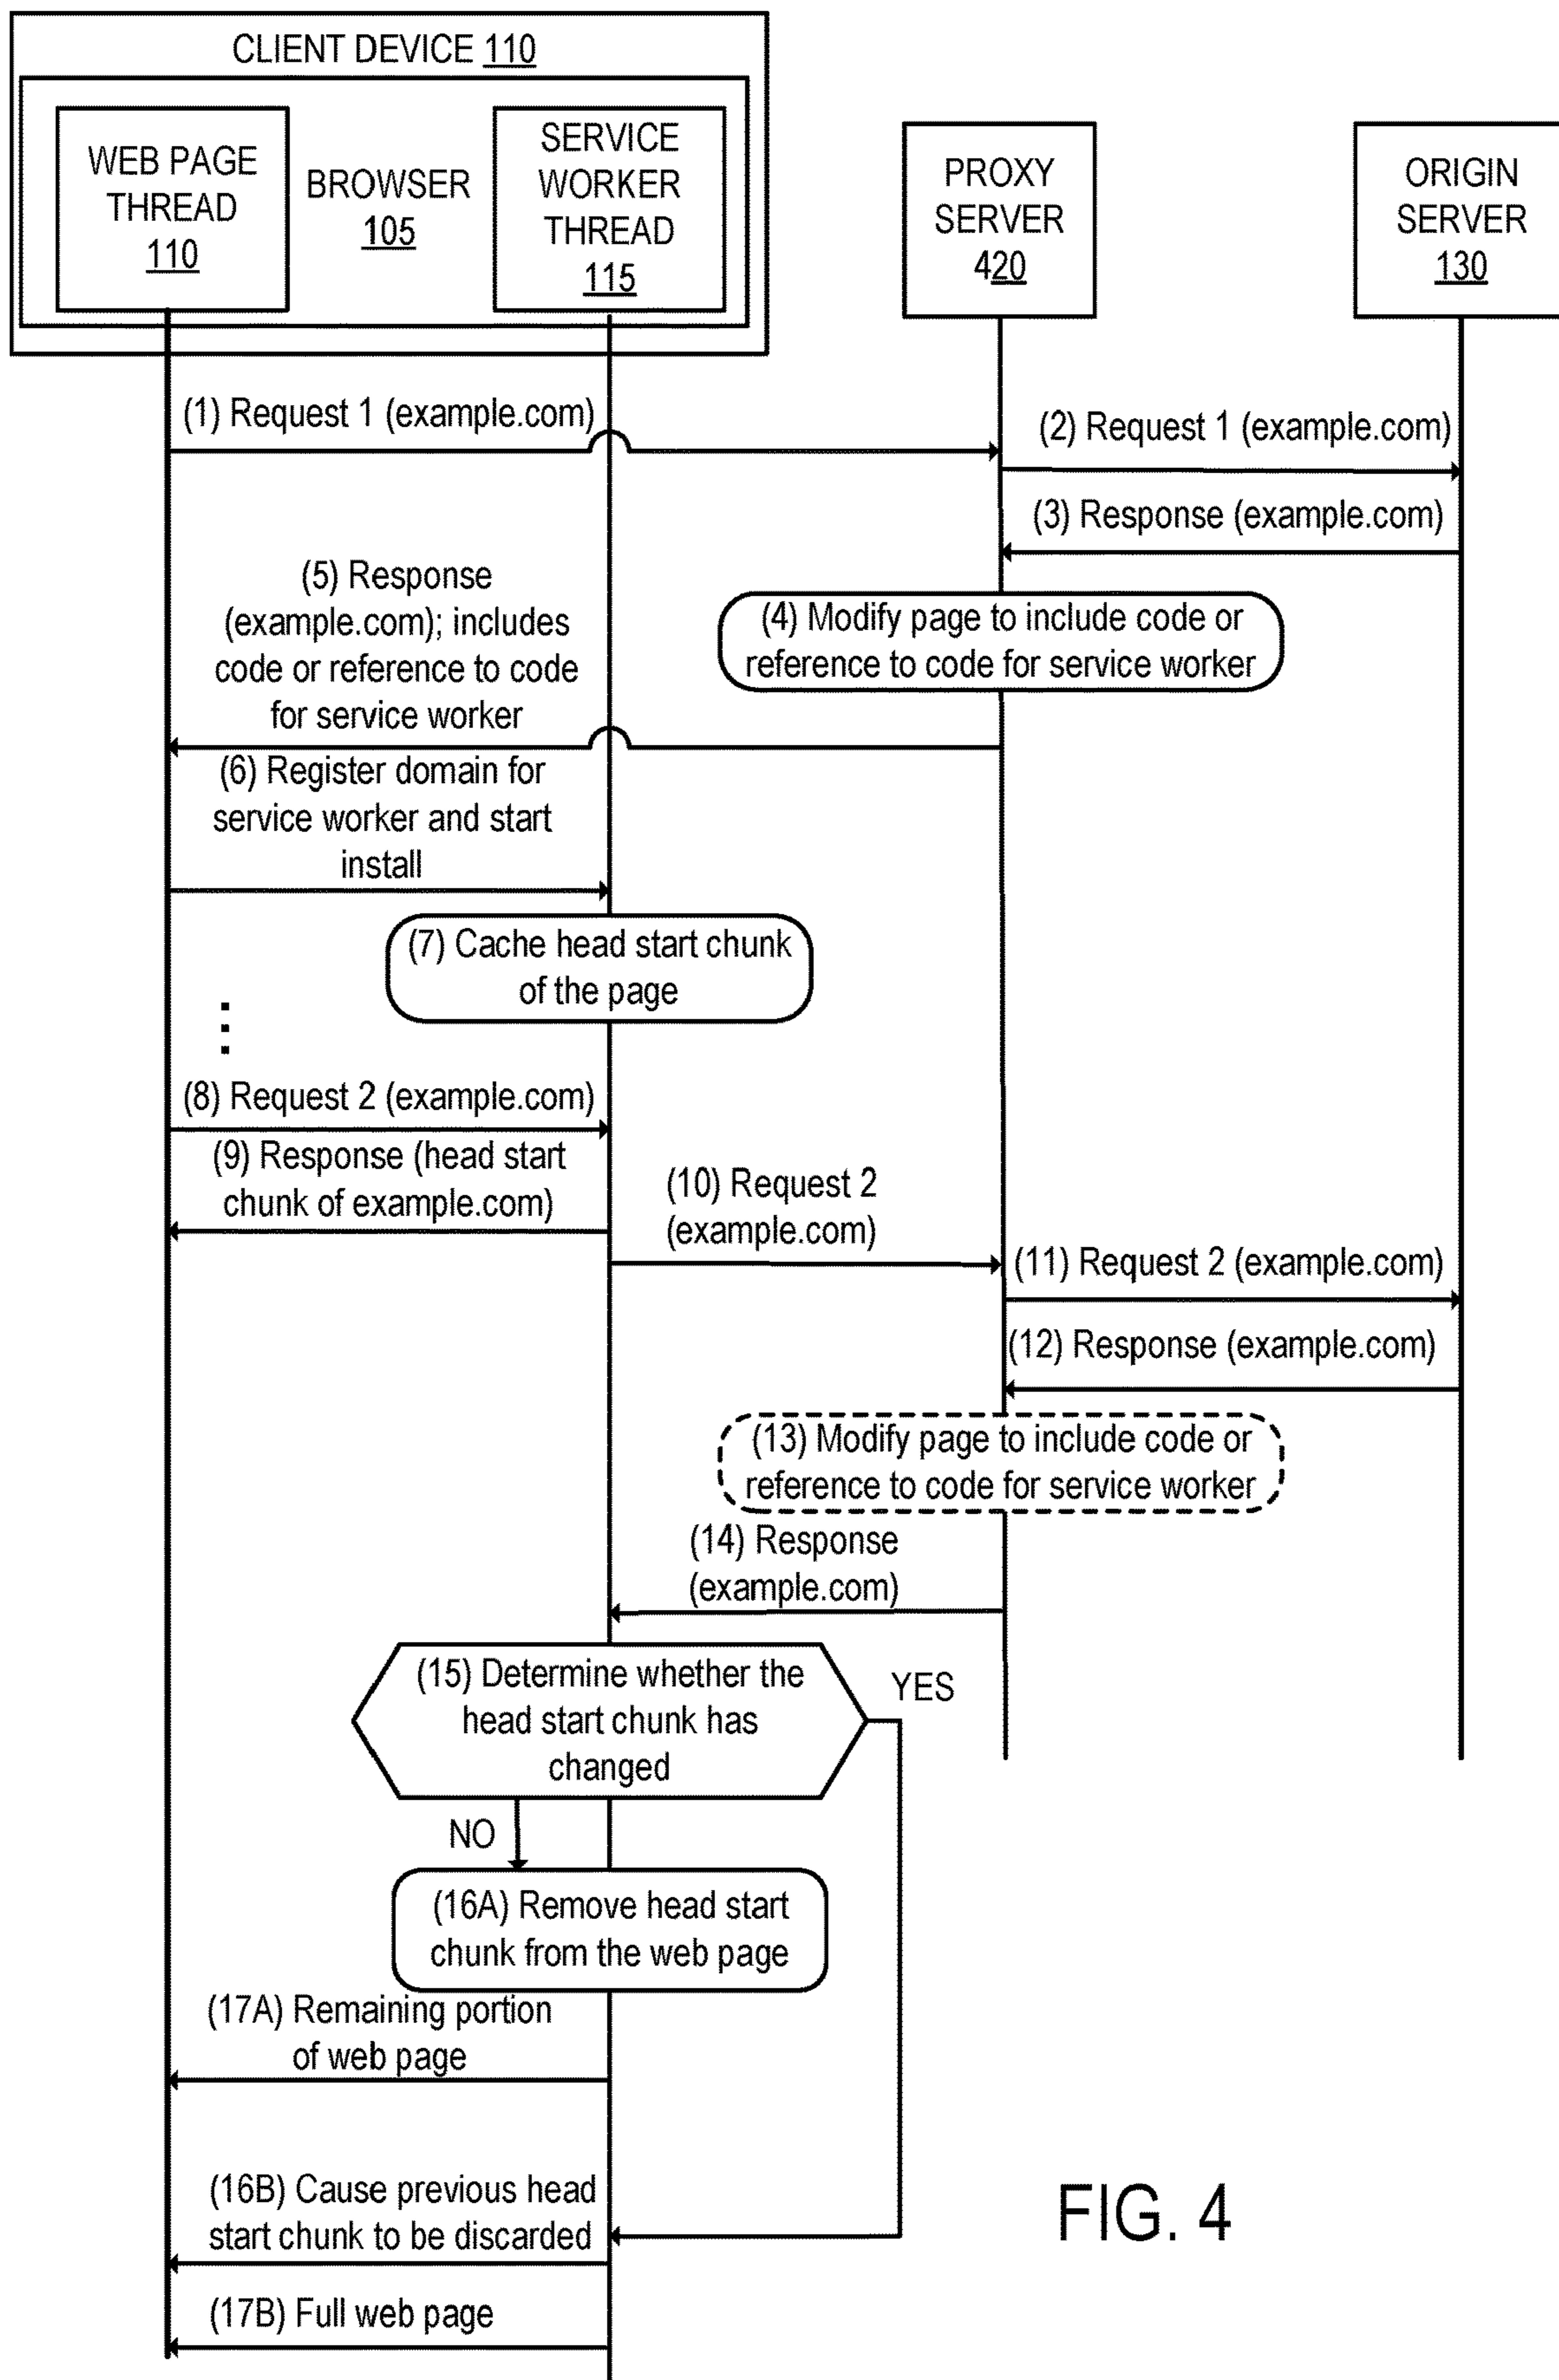 CLIENT DEVICE 110
WEB PAGE
THREAD
110
BROWSER
105
SERVICE
WORKER
THREAD
115
PROXY
SERVER
420
ORIGIN
SERVER
130
(1) Request 1 (example.com)
(2) Request 1 (example.com)
(3) Response (example.com)
(4) Modify page to include code or
reference to code for service worker
(5) Response
(example.com); includes
code or reference to code
for service worker
(6) Register domain for
service worker and start
install
(7) Cache head start chunk
of the page
(8) Request 2 (example.com)
(9) Response (head start
chunk of example.com)
(10) Request 2
(example.com)
(11) Request 2 (example.com)
(12) Response (example.com)
(13) Modify page to include code or
reference to code for service worker
(14) Response
(example.com)
(15) Determine whether the
head start chunk has
changed
YES
NO
(16A) Remove head start
chunk from the web page
(17A) Remaining portion
of web page
(16B) Cause previous head
start chunk to be discarded
(17B) Full web page
FIG. 4